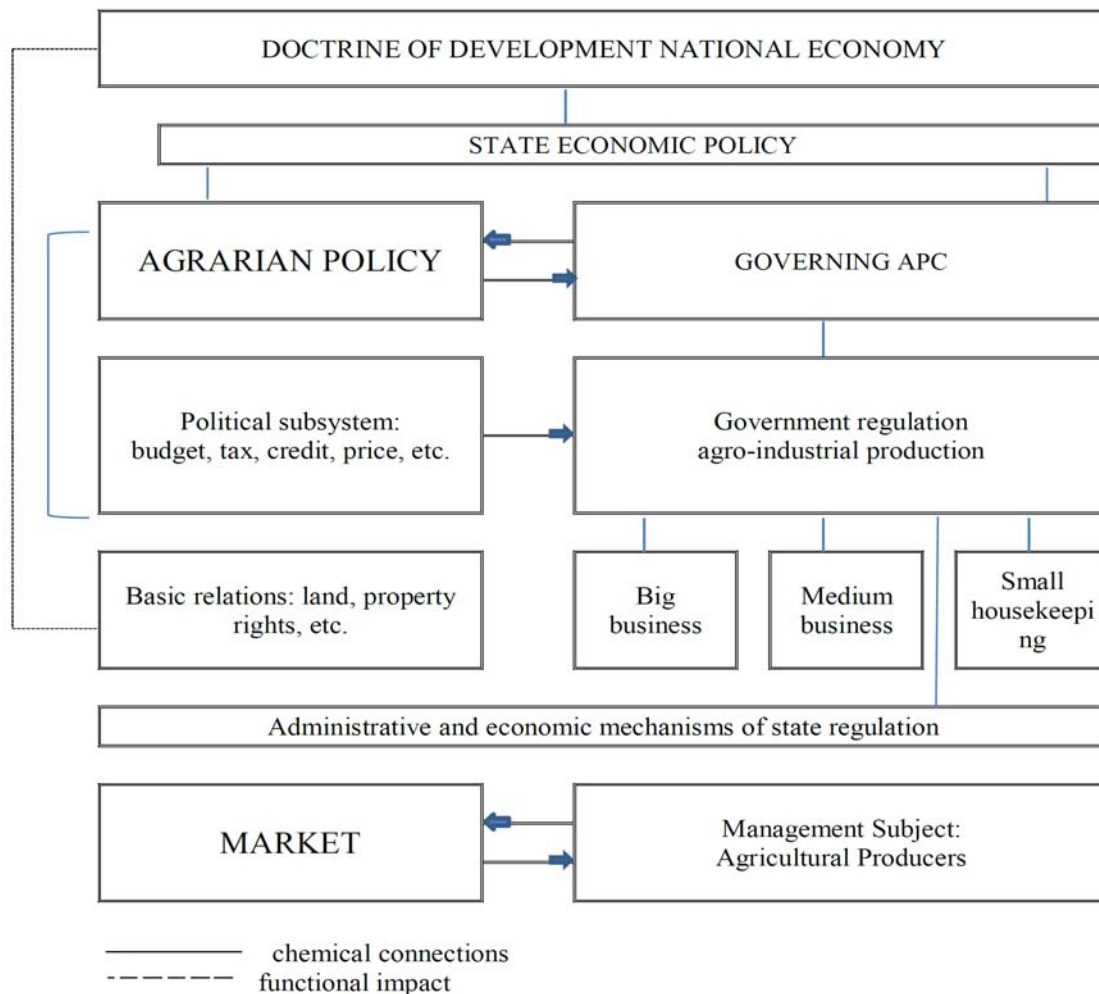 DOCTRINE OF DEVELOPMENT NATIONAL ECONOMY
STATE ECONOMIC POLICY
AGRARIAN POLICY
GOVERNING APC
Political subsystem:
budget, tax, credit, price, etc.
Government regulation
agro-industrial production
Basic relations: land, property
rights, etc.
Big
business
Medium
business
Small
housekeepi
ng
Administrative and economic mechanisms of state regulation
MARKET
Management Subject:
Agricultural Producers
chemical connections
functional impact